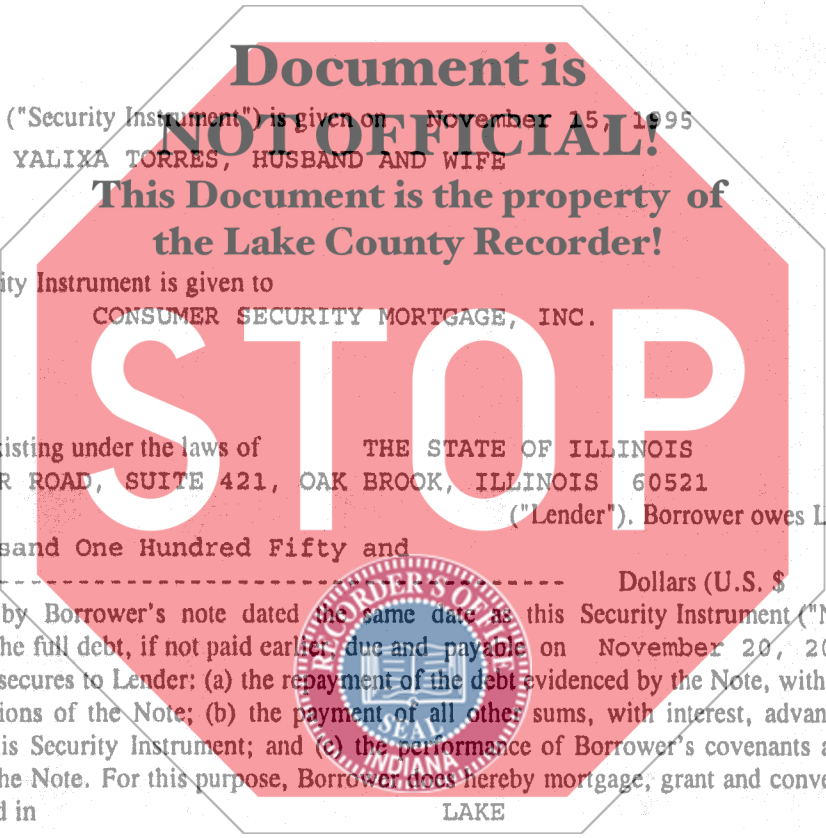 Document is
("Security Instrument") is given on November 15, 1995
NOT OFFICIAL!
YALIXA TORRES, HUSBAND AND WIFE
This Document is the property of
the Lake County Recorder!
ity Instrument is given to
CONSUMER SECURITY MORTGAGE, INC.
STOP
isting under the laws of THE STATE OF ILLINOIS
R ROAD, SUITE 421, OAK BROOK, ILLINOIS 60521
("Lender"). Borrower owes L
sand One Hundred Fifty and
------------------------------------------ Dollars (U.S. $
by Borrower's note dated the same date as this Security Instrument ("N
he full debt, if not paid earlier, due and payable on November 20, 20
secures to Lender: (a) the repayment of the debt evidenced by the Note, with
ions of the Note; (b) the payment of all other sums, with interest, advan
is Security Instrument; and (c) the performance of Borrower's covenants a
he Note. For this purpose, Borrower does hereby mortgage, grant and conve
d in LAKE
RECORDER'S OFFICE
SEAL
INDIANA